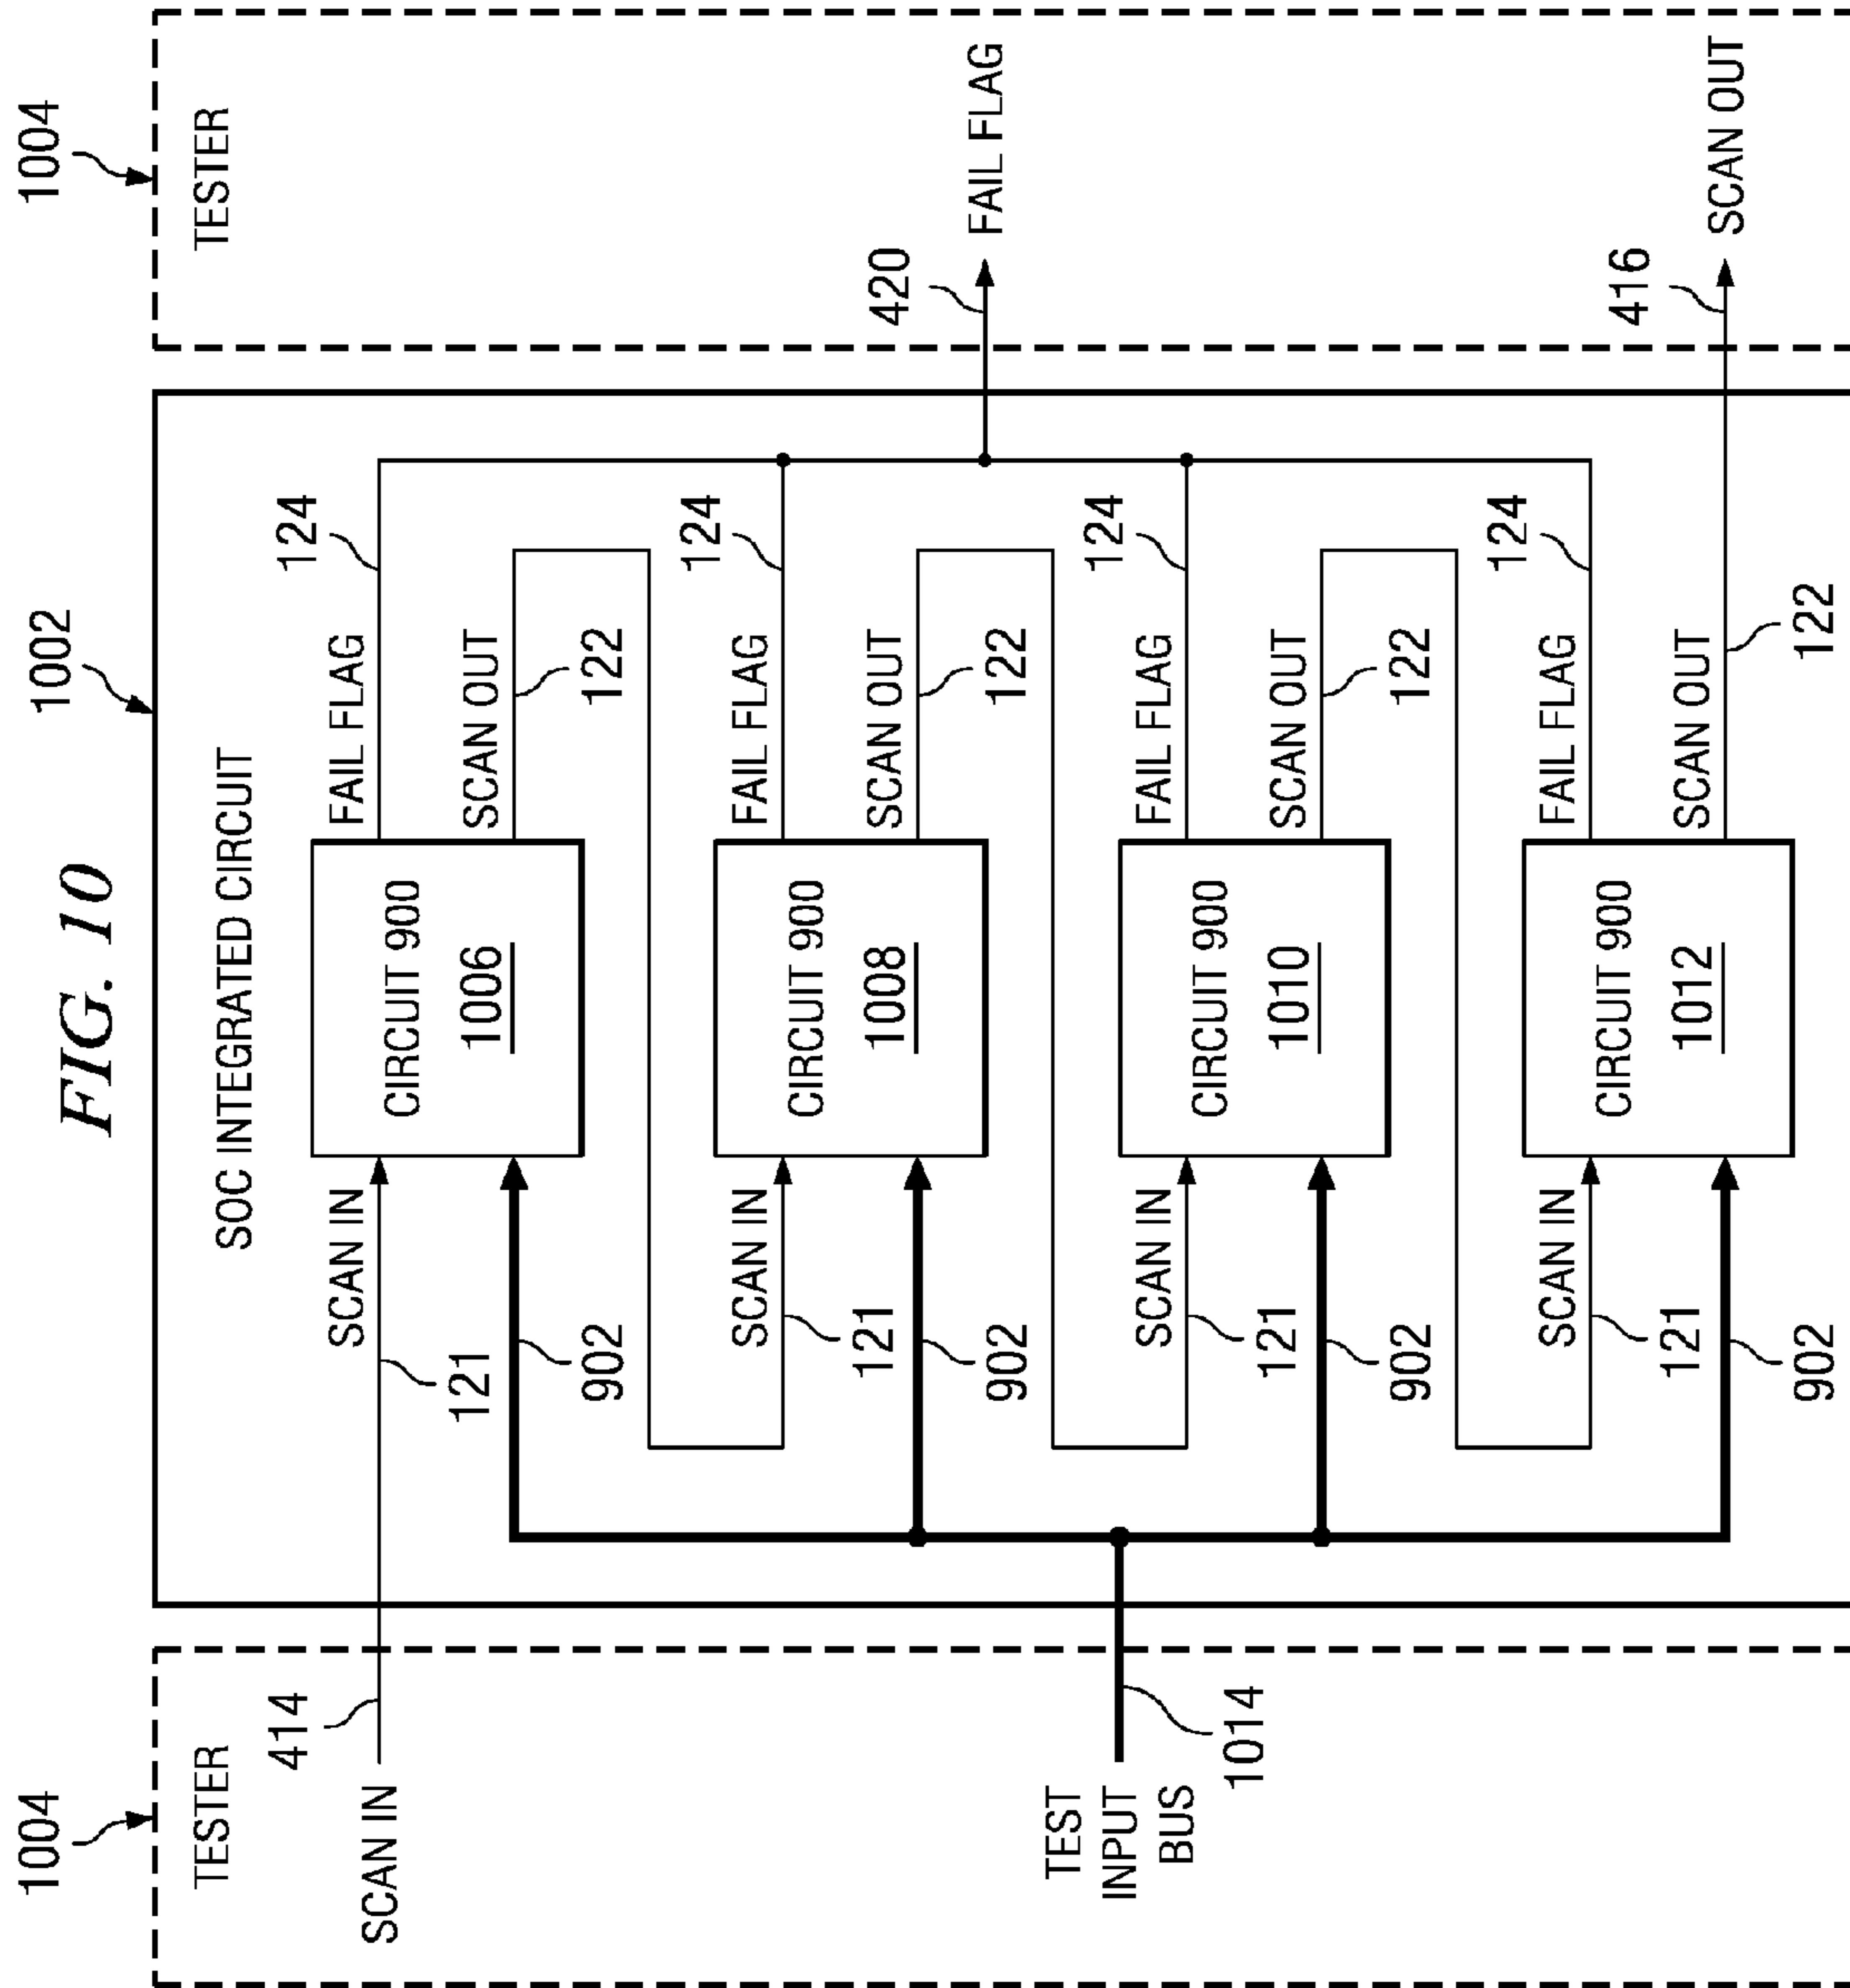 FIG. 10
1004
1002
1004
TESTER
SOC INTEGRATED CIRCUIT
TESTER
414
SCAN IN
121
SCAN IN
902
CIRCUIT 900
1006
FAIL FLAG
124
SCAN OUT
122
SCAN IN
121
902
CIRCUIT 900
1008
FAIL FLAG
124
SCAN OUT
122
420
FAIL FLAG
TEST
INPUT
BUS
1014
SCAN IN
121
902
CIRCUIT 900
1010
FAIL FLAG
124
SCAN OUT
122
SCAN IN
121
902
CIRCUIT 900
1012
FAIL FLAG
124
SCAN OUT
122
416
SCAN OUT